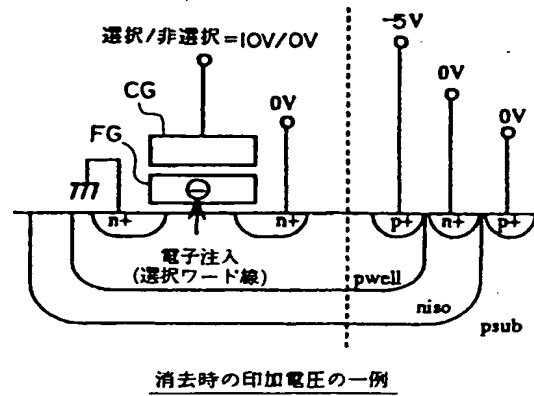 選択/非選択=10V/0V
-5V
CG
0V
0V
0V
FG
n+
n+
p+
n+
p+
電子注入
(選択ワード線)
pwell
niso
psub
消去時の印加電圧の一例